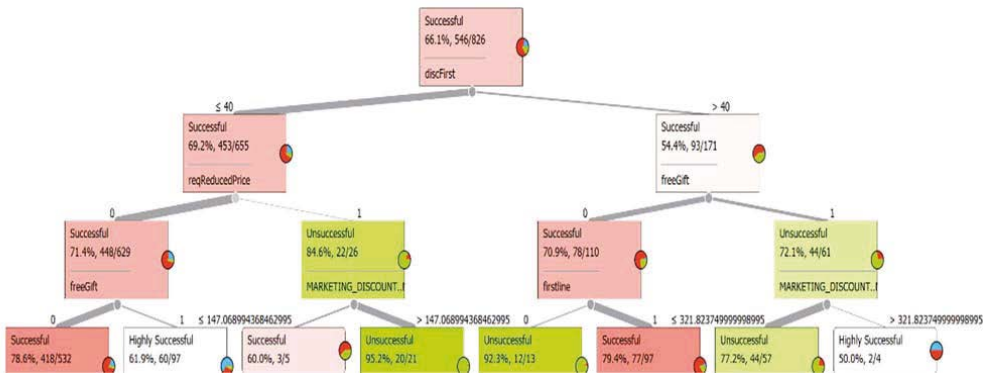 Successful
66.1%, 546/826
discFirst
≤ 40
> 40
Successful
69.2%, 453/655
reqReducedPrice
Successful
54.4%, 93/171
freeGift
0
1
0
1
Successful
71.4%, 448/629
freeGift
Unsuccessful
84.6%, 22/26
MARKETING_DISCOUNT..
Successful
70.9%, 78/110
firstline
Unsuccessful
72.1%, 44/61
MARKETING_DISCOUNT..
0
1
≤ 147.068994368462995
> 147.068994368462995
0
1
≤ 321.823749999998995
> 321.823749999998995
Successful
78.6%, 418/532
Highly Successful
61.9%, 60/97
Successful
60.0%, 3/5
Unsuccessful
95.2%, 20/21
Unsuccessful
92.3%, 12/13
Successful
79.4%, 77/97
Unsuccessful
77.2%, 44/57
Highly Successful
50.0%, 2/4